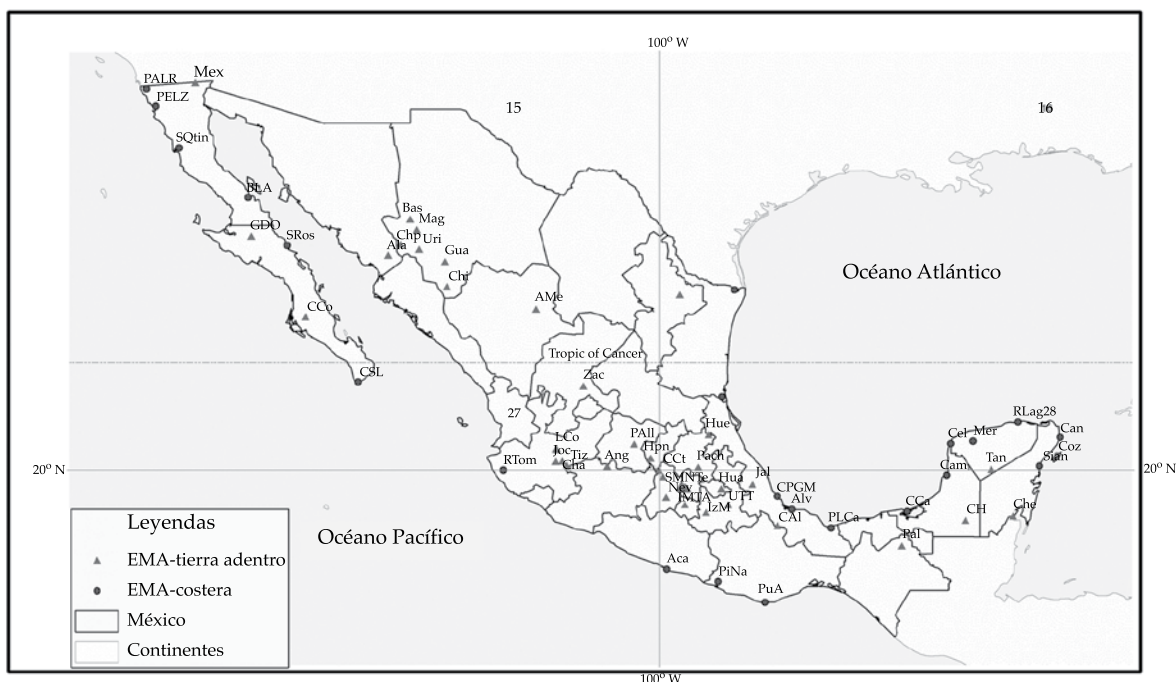 100° W
PALR
Mex
PELZ
15
16
SQtin
BLA
GDO
SRos
Bas
Mag
Chp
Uri
Ala
Gua
Chi
AMe
CCo
Océano Atlántico
Tropic of Cancer
CSL
Zac
27
RLag28
Hue
PAll
LCo
Joc
Tiz
Cha
Hpn
CCt
Ang
Pach
RTom
Cel
Mer
Can
Coz
Tan
Sian
20° N
20° N
Cam
Jal
Hua
UTT
IMTA
IzM
CPGM
Alv
CAl
PLCa
CCa
CH
Che
Pal
Leyendas
EMA-tierra adentro
EMA-costera
México
Continentes
Océano Pacífico
Aca
PiNa
PuA
100° W